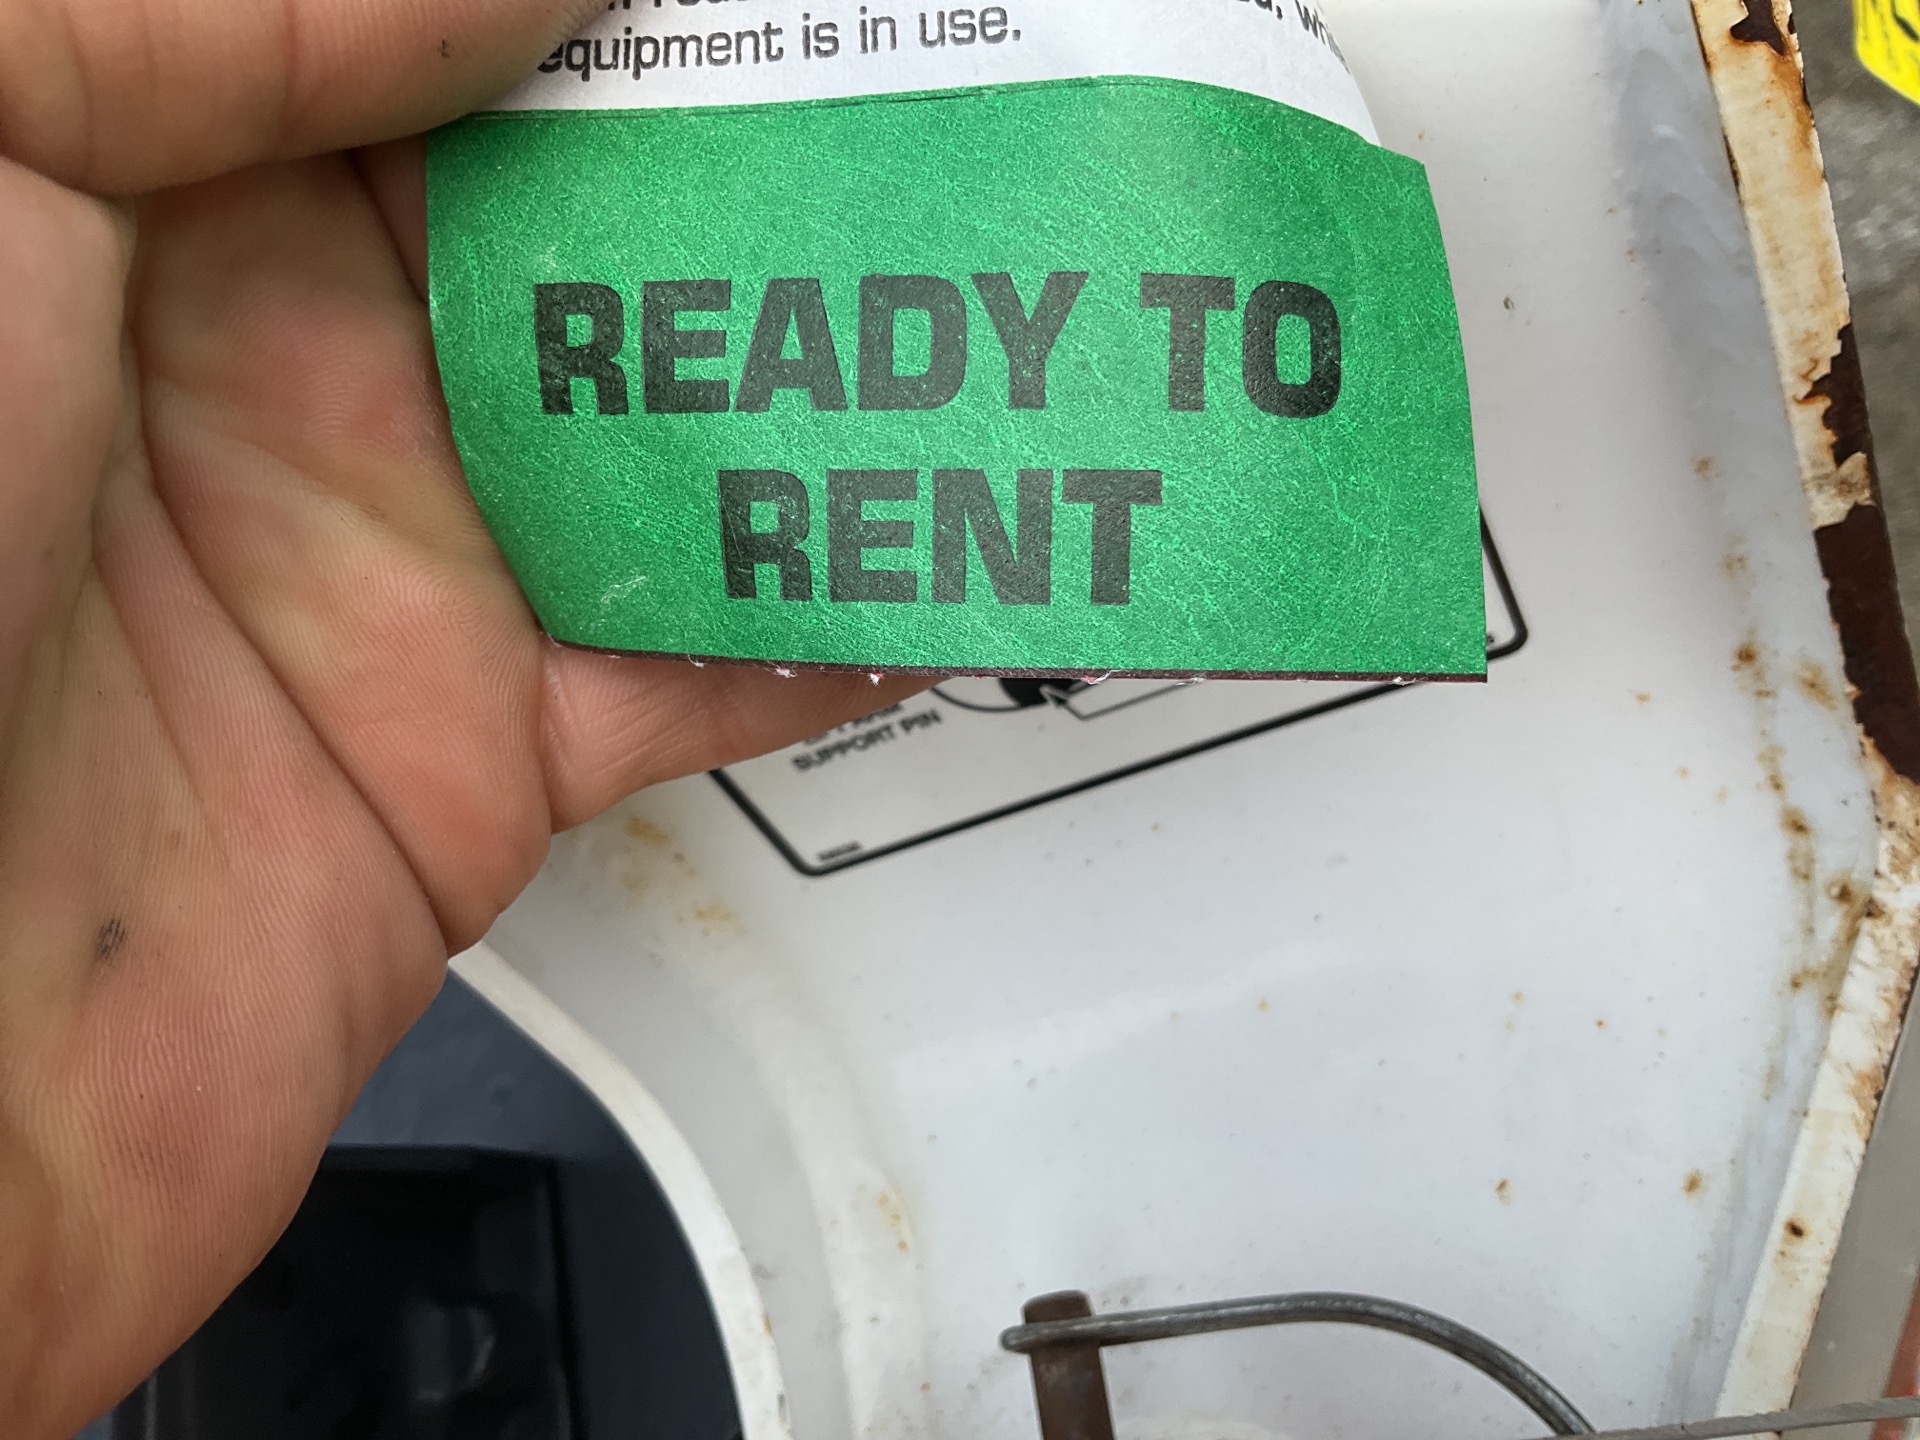 equipment is in use.
READY TO
RENT
SUPPORT PIN